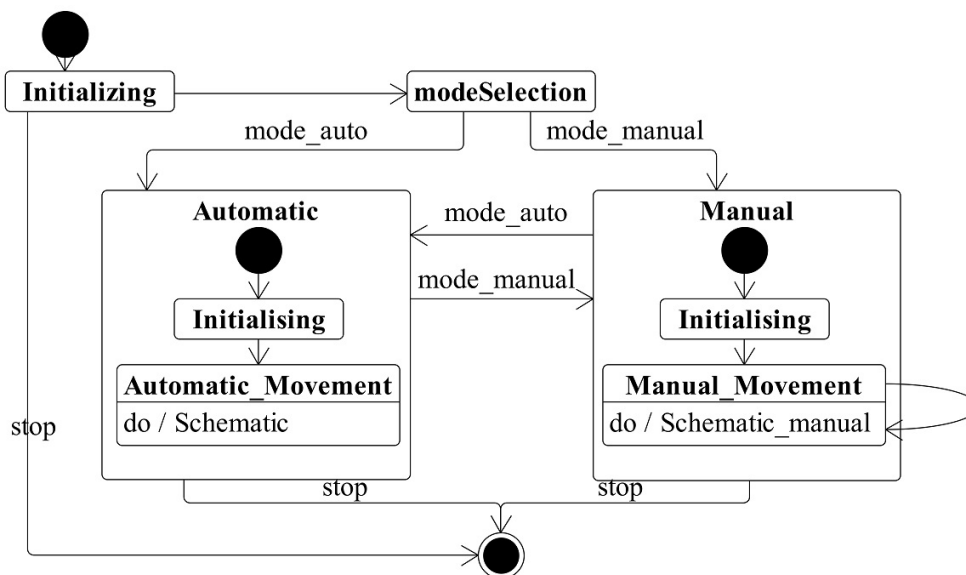 Initializing
modeSelection
mode_auto
mode_manual
Automatic
Manual
mode_auto
mode_manual
Initialising
Initialising
Automatic_Movement
do / Schematic
Manual_Movement
do / Schematic_manual
stop
stop
stop